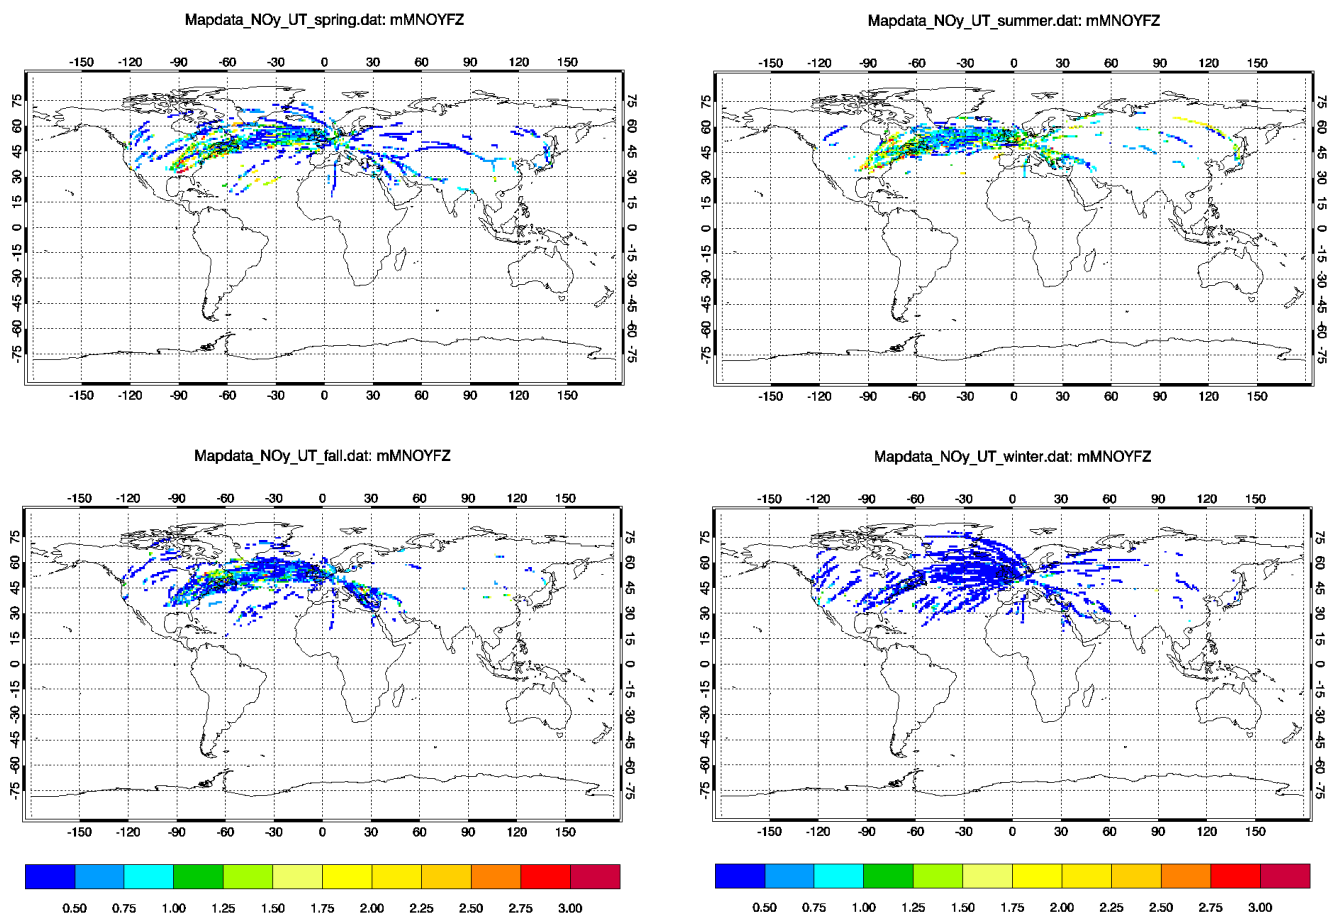 Mapdata_NOy_UT_spring.dat: mMNOYFZ
-150 -120 -90 -60 -30 0 30 60 90 120 150
75 60 45 30 15 0 -15 -30 -45 -60 -75
-150 -120 -90 -60 -30 0 30 60 90 120 150
Mapdata_NOy_UT_summer.dat: mMNOYFZ
-150 -120 -90 -60 -30 0 30 60 90 120 150
75 60 45 30 15 0 -15 -30 -45 -60 -75
-150 -120 -90 -60 -30 0 30 60 90 120 150
Mapdata_NOy_UT_fall.dat: mMNOYFZ
-150 -120 -90 -60 -30 0 30 60 90 120 150
75 60 45 30 15 0 -15 -30 -45 -60 -75
-150 -120 -90 -60 -30 0 30 60 90 120 150
Mapdata_NOy_UT_winter.dat: mMNOYFZ
-150 -120 -90 -60 -30 0 30 60 90 120 150
75 60 45 30 15 0 -15 -30 -45 -60 -75
-150 -120 -90 -60 -30 0 30 60 90 120 150
0.50 0.75 1.00 1.25 1.50 1.75 2.00 2.25 2.50 2.75 3.00
0.50 0.75 1.00 1.25 1.50 1.75 2.00 2.25 2.50 2.75 3.00